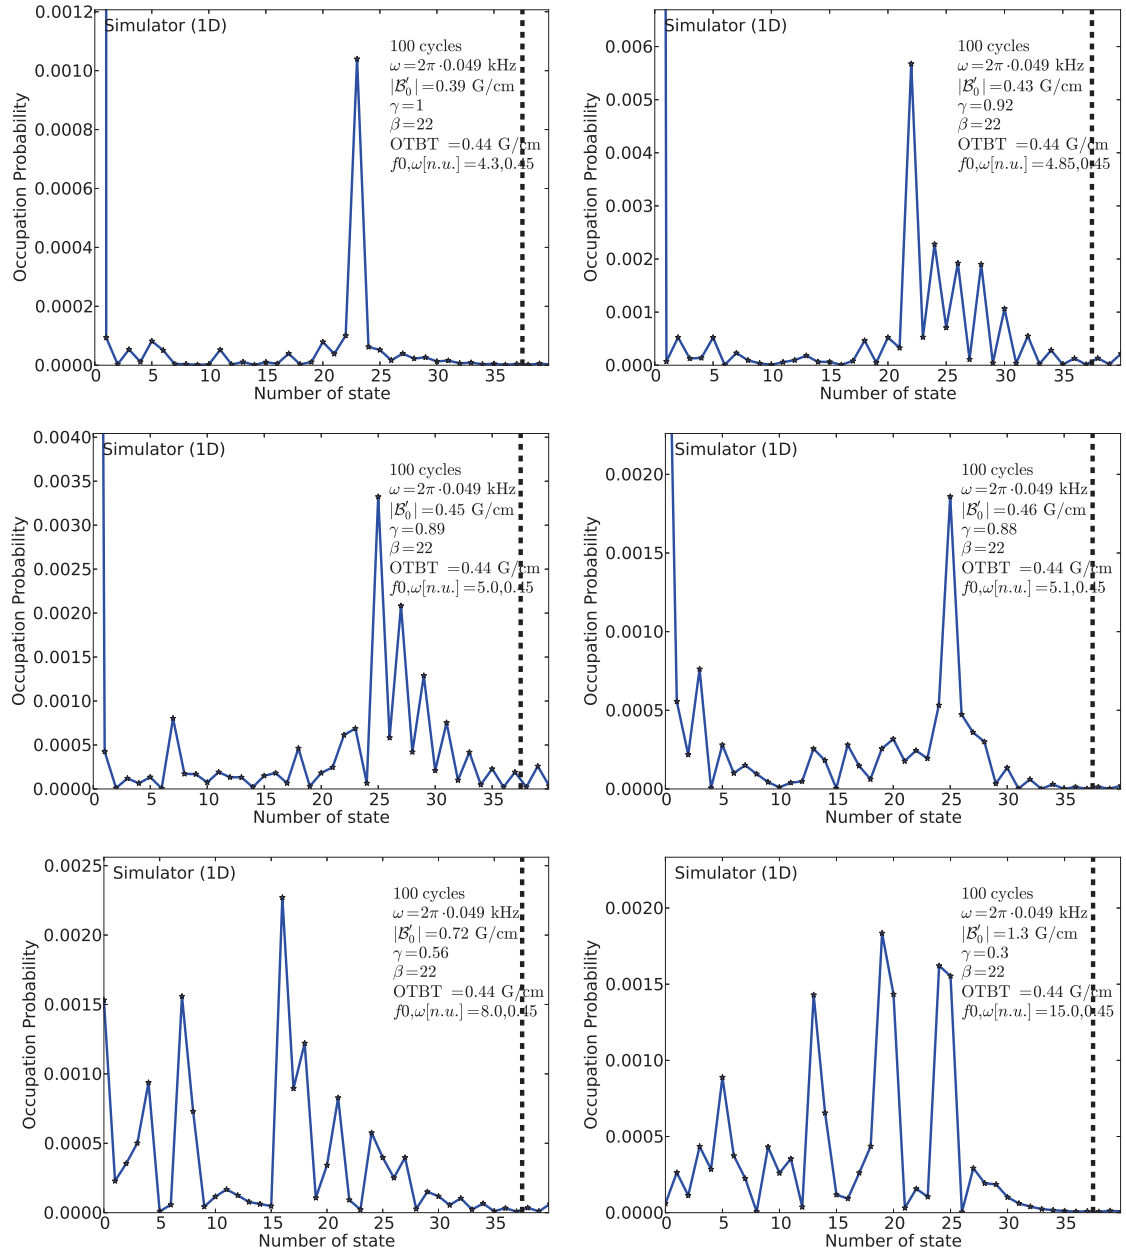 Simulator (1D)
100 cycles
ω=2π·0.049 kHz
|ℬ′₀|=0.39 G/cm
γ=1
β=22
OTBT =0.44 G/cm
f0,ω[n.u.]=4.3,0.45
0.0012
0.0010
0.0008
0.0006
0.0004
0.0002
0.0000
Occupation Probability
0 5 10 15 20 25 30 35
Number of state
Simulator (1D)
100 cycles
ω=2π·0.049 kHz
|ℬ′₀|=0.43 G/cm
γ=0.92
β=22
OTBT =0.44 G/cm
f0,ω[n.u.]=4.85,0.45
0.006
0.005
0.004
0.003
0.002
0.001
0.000
Occupation Probability
0 5 10 15 20 25 30 35
Number of state
Simulator (1D)
100 cycles
ω=2π·0.049 kHz
|ℬ′₀|=0.45 G/cm
γ=0.89
β=22
OTBT =0.44 G/cm
f0,ω[n.u.]=5.0,0.45
0.0040
0.0035
0.0030
0.0025
0.0020
0.0015
0.0010
0.0005
0.0000
Occupation Probability
0 5 10 15 20 25 30 35
Number of state
Simulator (1D)
100 cycles
ω=2π·0.049 kHz
|ℬ′₀|=0.46 G/cm
γ=0.88
β=22
OTBT =0.44 G/cm
f0,ω[n.u.]=5.1,0.45
0.0020
0.0015
0.0010
0.0005
0.0000
Occupation Probability
0 5 10 15 20 25 30 35
Number of state
Simulator (1D)
100 cycles
ω=2π·0.049 kHz
|ℬ′₀|=0.72 G/cm
γ=0.56
β=22
OTBT =0.44 G/cm
f0,ω[n.u.]=8.0,0.45
0.0025
0.0020
0.0015
0.0010
0.0005
0.0000
Occupation Probability
0 5 10 15 20 25 30 35
Number of state
Simulator (1D)
100 cycles
ω=2π·0.049 kHz
|ℬ′₀|=1.3 G/cm
γ=0.3
β=22
OTBT =0.44 G/cm
f0,ω[n.u.]=15.0,0.45
0.0020
0.0015
0.0010
0.0005
0.0000
Occupation Probability
0 5 10 15 20 25 30 35
Number of state